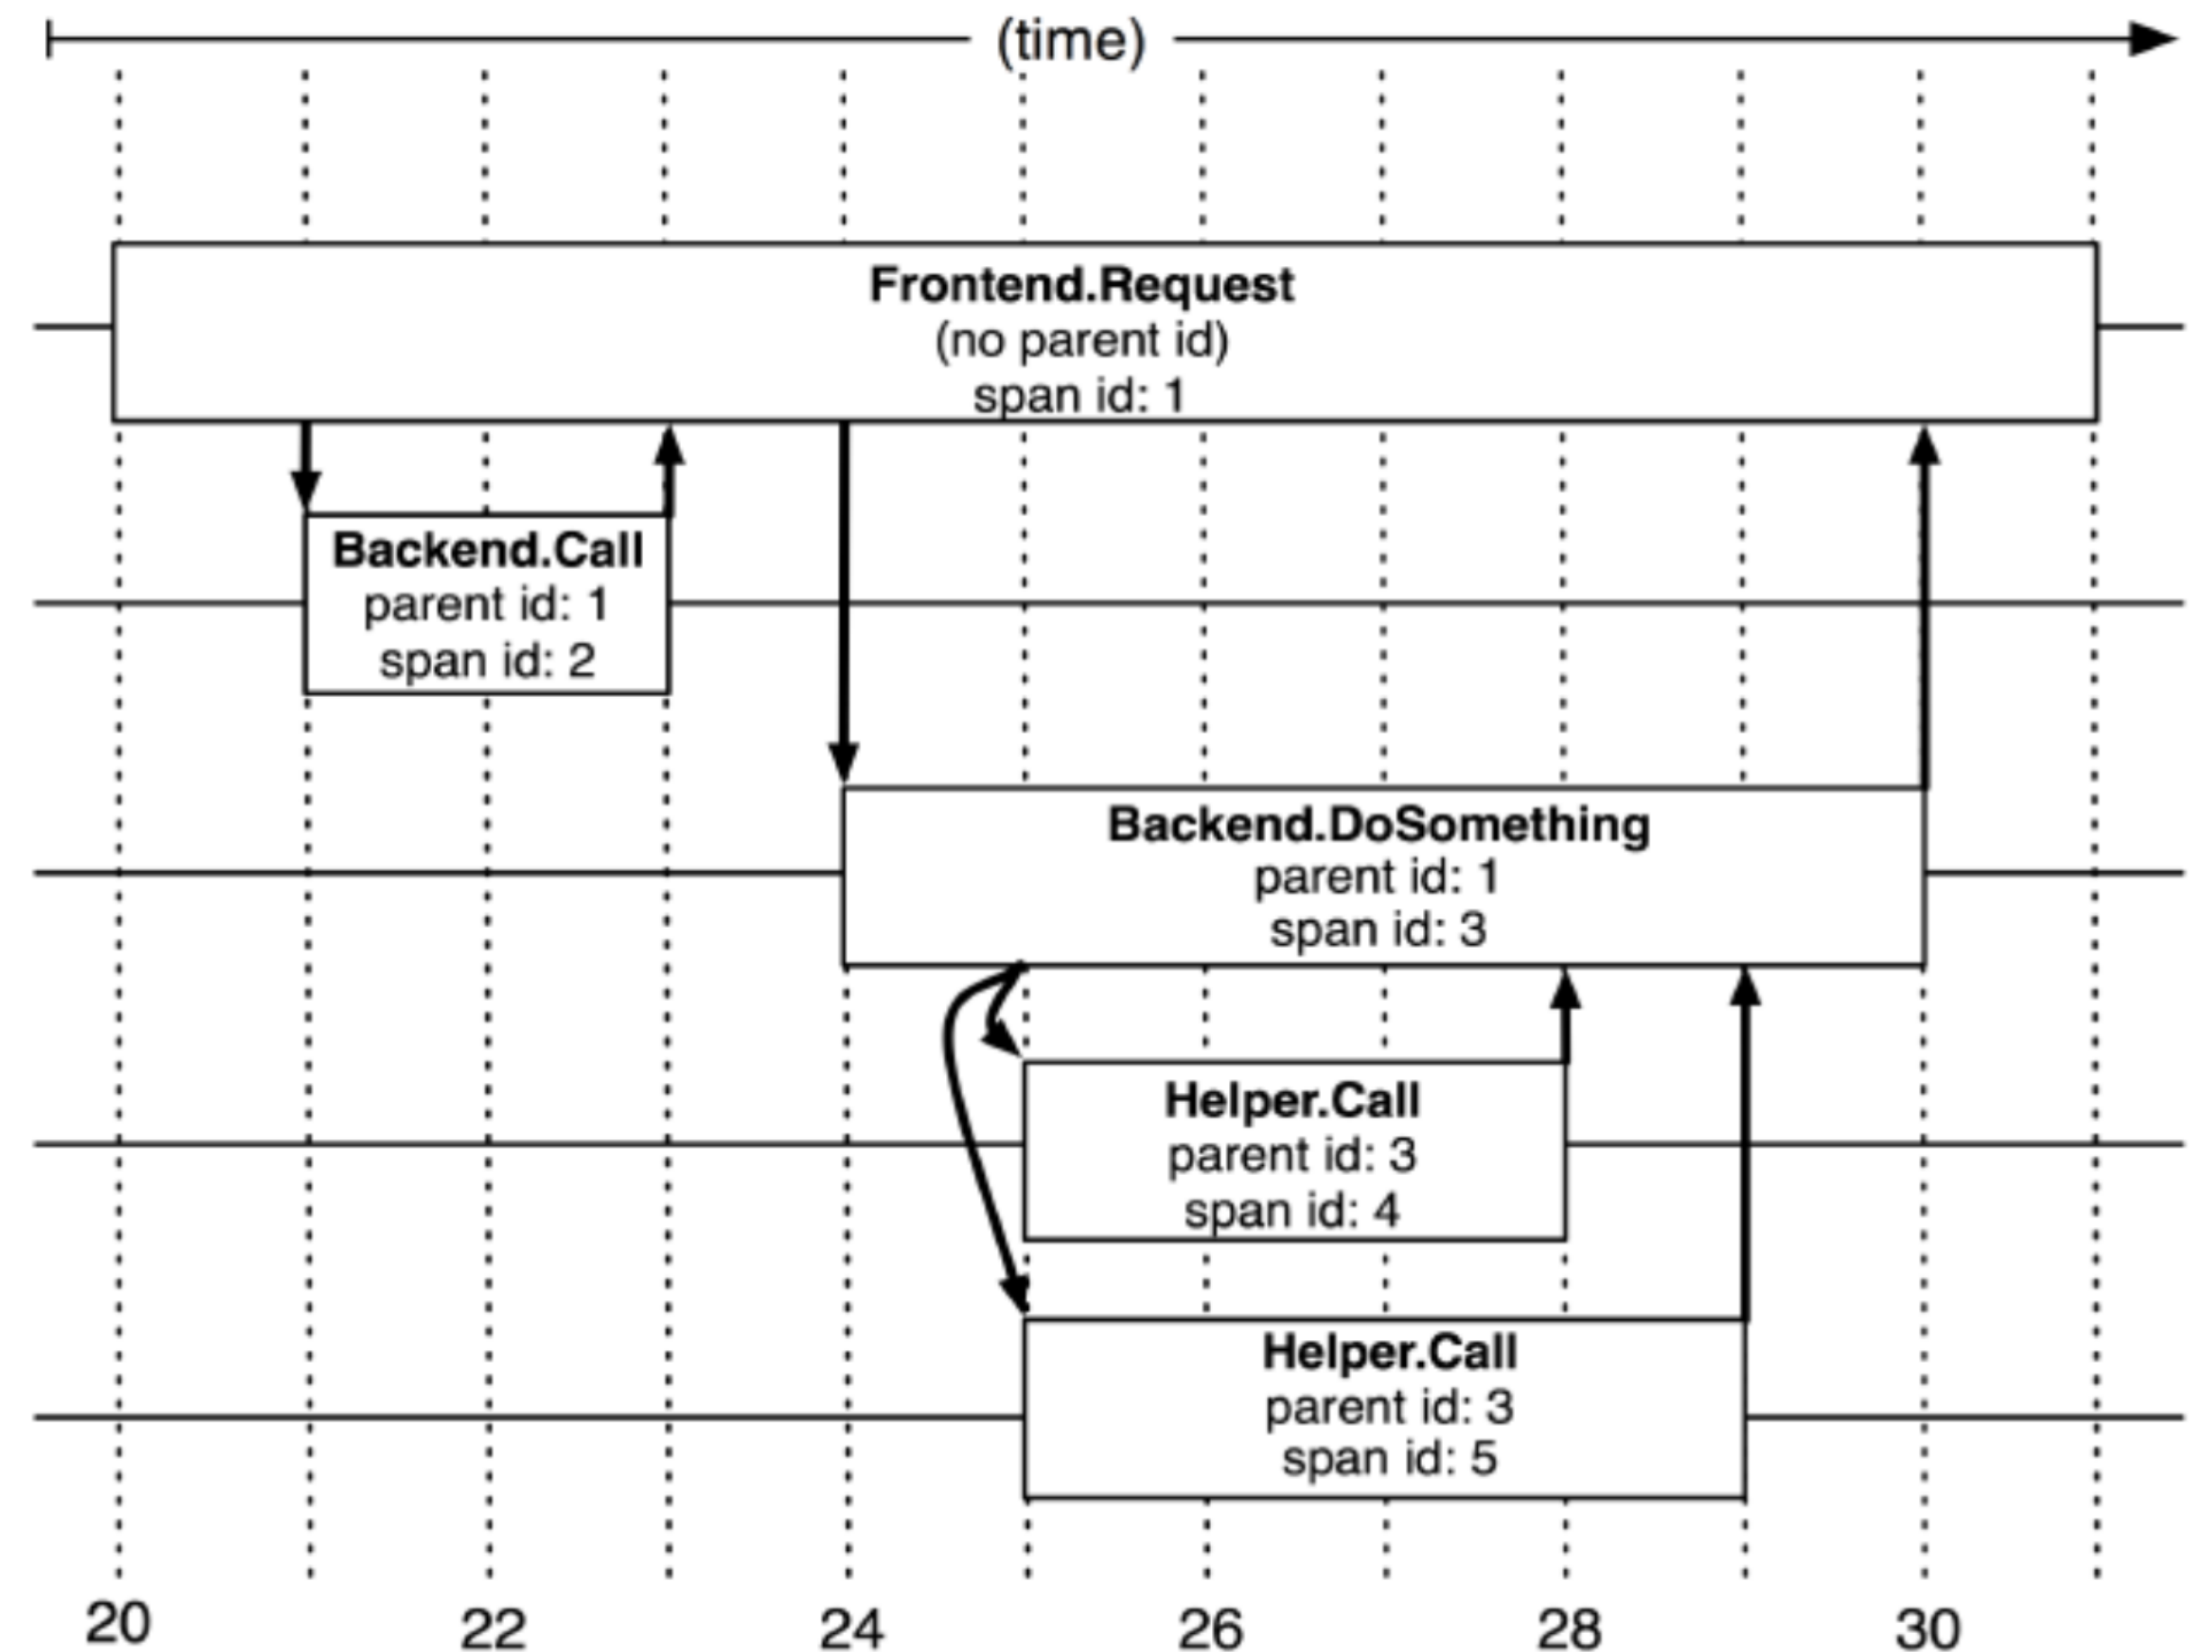 (time)
Frontend.Request
(no parent id)
span id: 1
Backend.Call
parent id: 1
span id: 2
Backend.DoSomething
parent id: 1
span id: 3
Helper.Call
parent id: 3
span id: 4
Helper.Call
parent id: 3
span id: 5
20 22 24 26 28 30